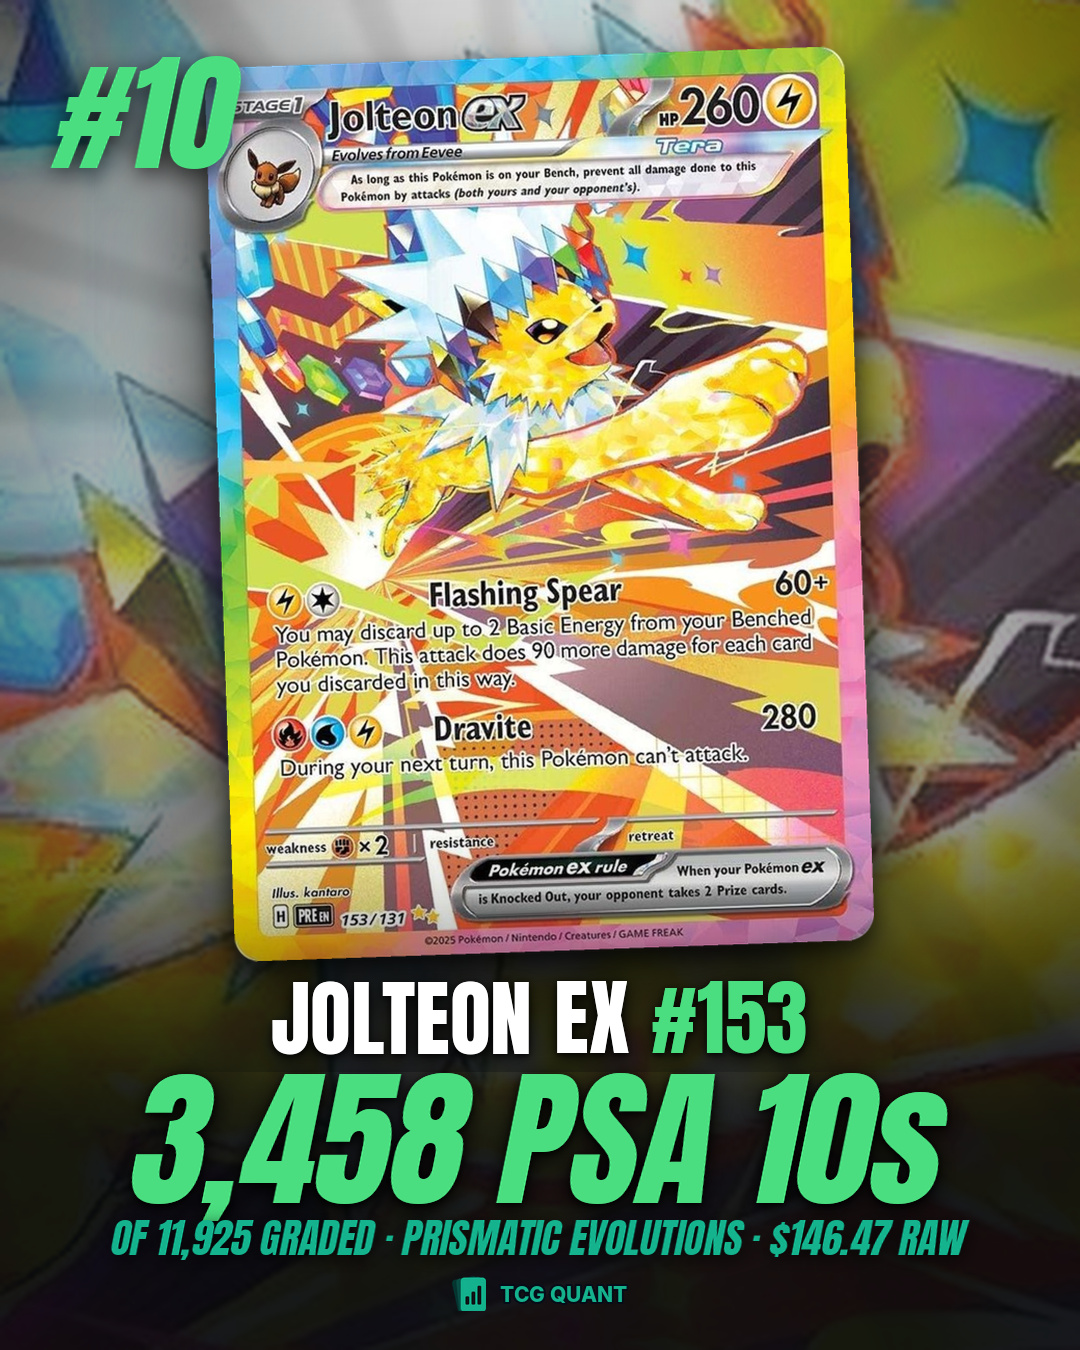 #10
STAGE 1
Jolteon ex
HP 260
Evolves from Eevee
Tera
As long as this Pokémon is on your Bench, prevent all damage done to this
Pokémon by attacks (both yours and your opponent's).
Flashing Spear 60+
You may discard up to 2 Basic Energy from your Benched
Pokémon. This attack does 90 more damage for each card
you discarded in this way.
Dravite 280
During your next turn, this Pokémon can't attack.
weakness ×2 resistance retreat
Pokémon ex rule When your Pokémon ex
is Knocked Out, your opponent takes 2 Prize cards.
Illus. kantaro
H PRE EN 153/131
©2025 Pokémon / Nintendo / Creatures / GAME FREAK
JOLTEON EX #153
3,458 PSA 10s
OF 11,925 GRADED · PRISMATIC EVOLUTIONS · $146.47 RAW
TCG QUANT